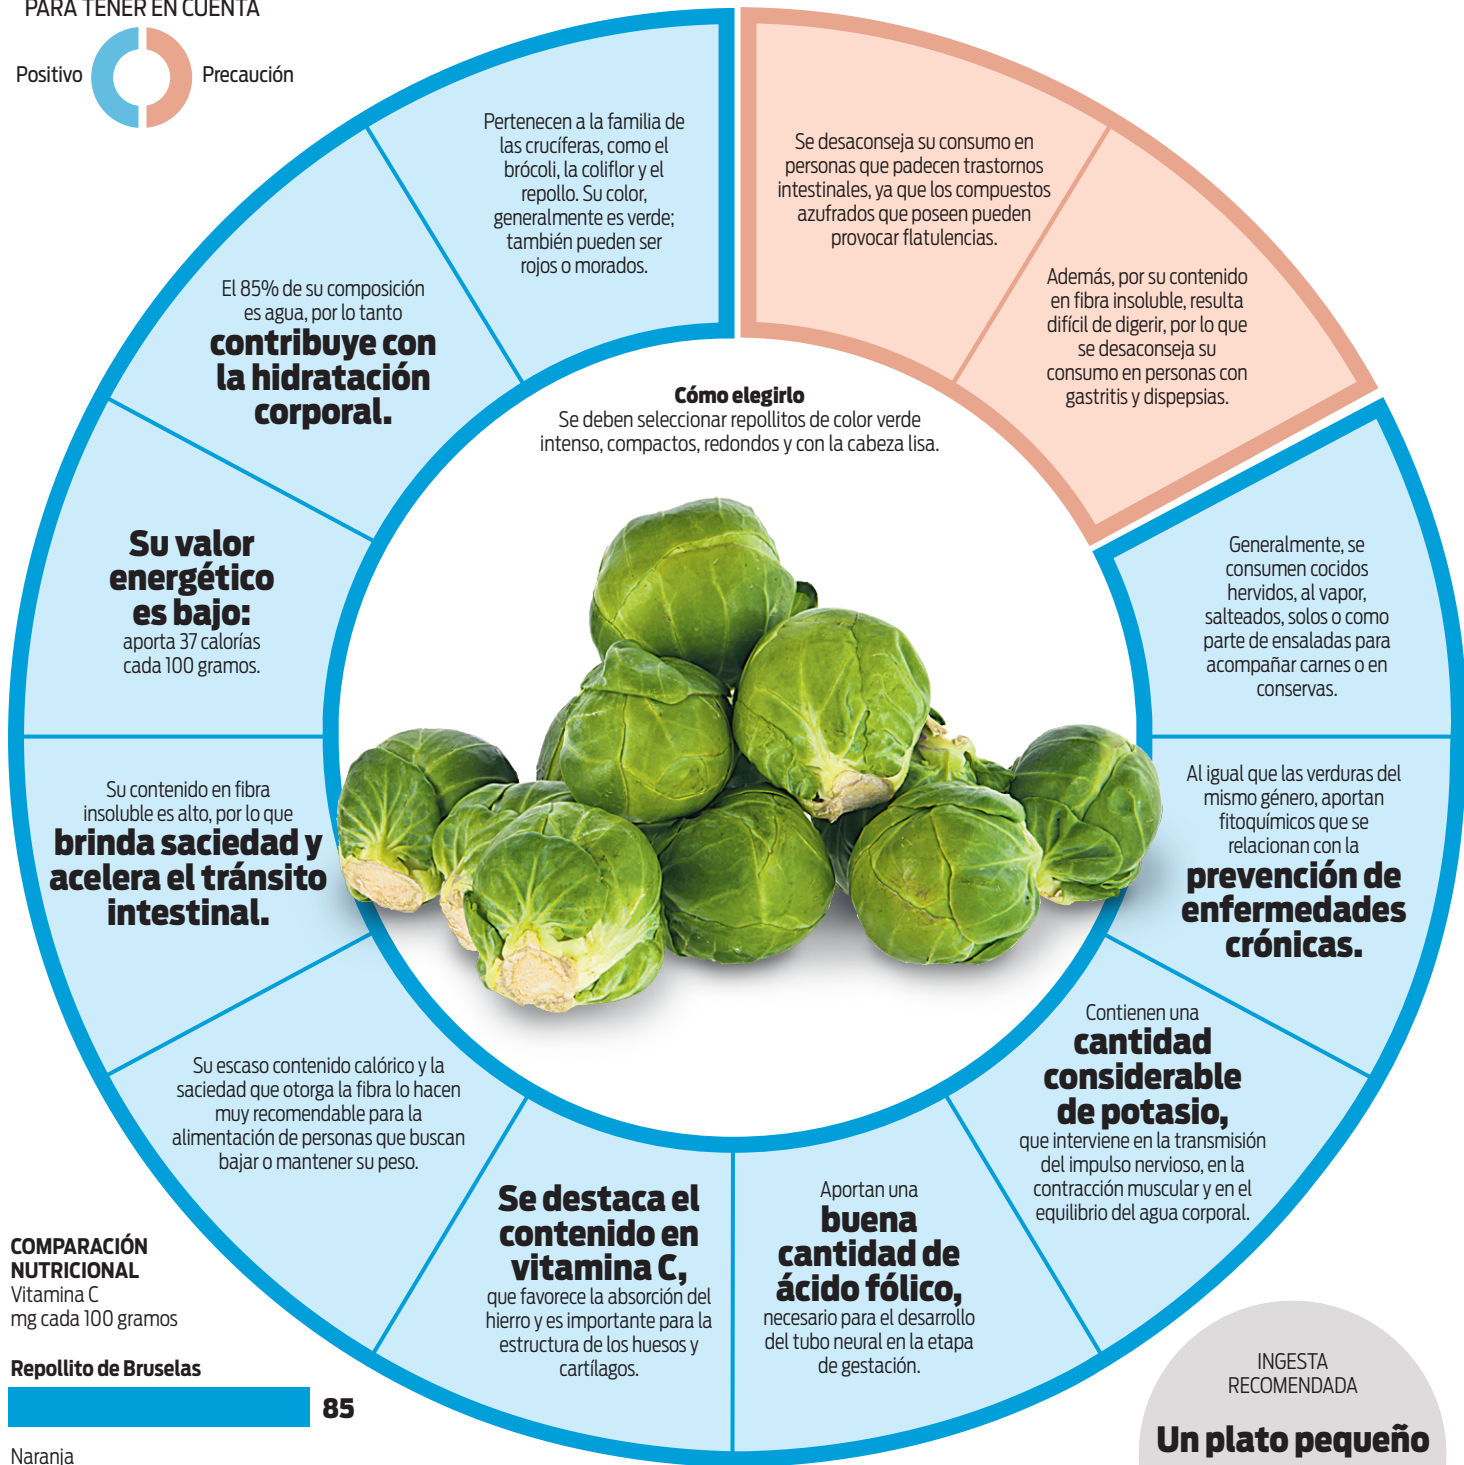 PARA TENER EN CUENTA
Positivo
Precaución
Pertenecen a la familia de
las crucíferas, como el
brócoli, la coliflor y el
repollo. Su color,
generalmente es verde;
también pueden ser
rojos o morados.
Se desaconseja su consumo en
personas que padecen trastornos
intestinales, ya que los compuestos
azufrados que poseen pueden
provocar flatulencias.
Además, por su contenido
en fibra insoluble, resulta
difícil de digerir, por lo que
se desaconseja su
consumo en personas con
gastritis y dispepsias.
El 85% de su composición
es agua, por lo tanto
contribuye con
la hidratación
corporal.
Cómo elegirlo
Se deben seleccionar repollitos de color verde
intenso, compactos, redondos y con la cabeza lisa.
Su valor
energético
es bajo:
aporta 37 calorías
cada 100 gramos.
Generalmente, se
consumen cocidos
hervidos, al vapor,
salteados, solos o como
parte de ensaladas para
acompañar carnes o en
conservas.
Su contenido en fibra
insoluble es alto, por lo que
brinda saciedad y
acelera el tránsito
intestinal.
Al igual que las verduras del
mismo género, aportan
fitoquímicos que se
relacionan con la
prevención de
enfermedades
crónicas.
Contienen una
cantidad
considerable
de potasio,
que interviene en la transmisión
del impulso nervioso, en la
contracción muscular y en el
equilibrio del agua corporal.
Su escaso contenido calórico y la
saciedad que otorga la fibra lo hacen
muy recomendable para la
alimentación de personas que buscan
bajar o mantener su peso.
Se destaca el
contenido en
vitamina C,
que favorece la absorción del
hierro y es importante para la
estructura de los huesos y
cartílagos.
Aportan una
buena
cantidad de
ácido fólico,
necesario para el desarrollo
del tubo neural en la etapa
de gestación.
COMPARACIÓN
NUTRICIONAL
Vitamina C
mg cada 100 gramos
Repollito de Bruselas
85
Naranja
INGESTA
RECOMENDADA
Un plato pequeño